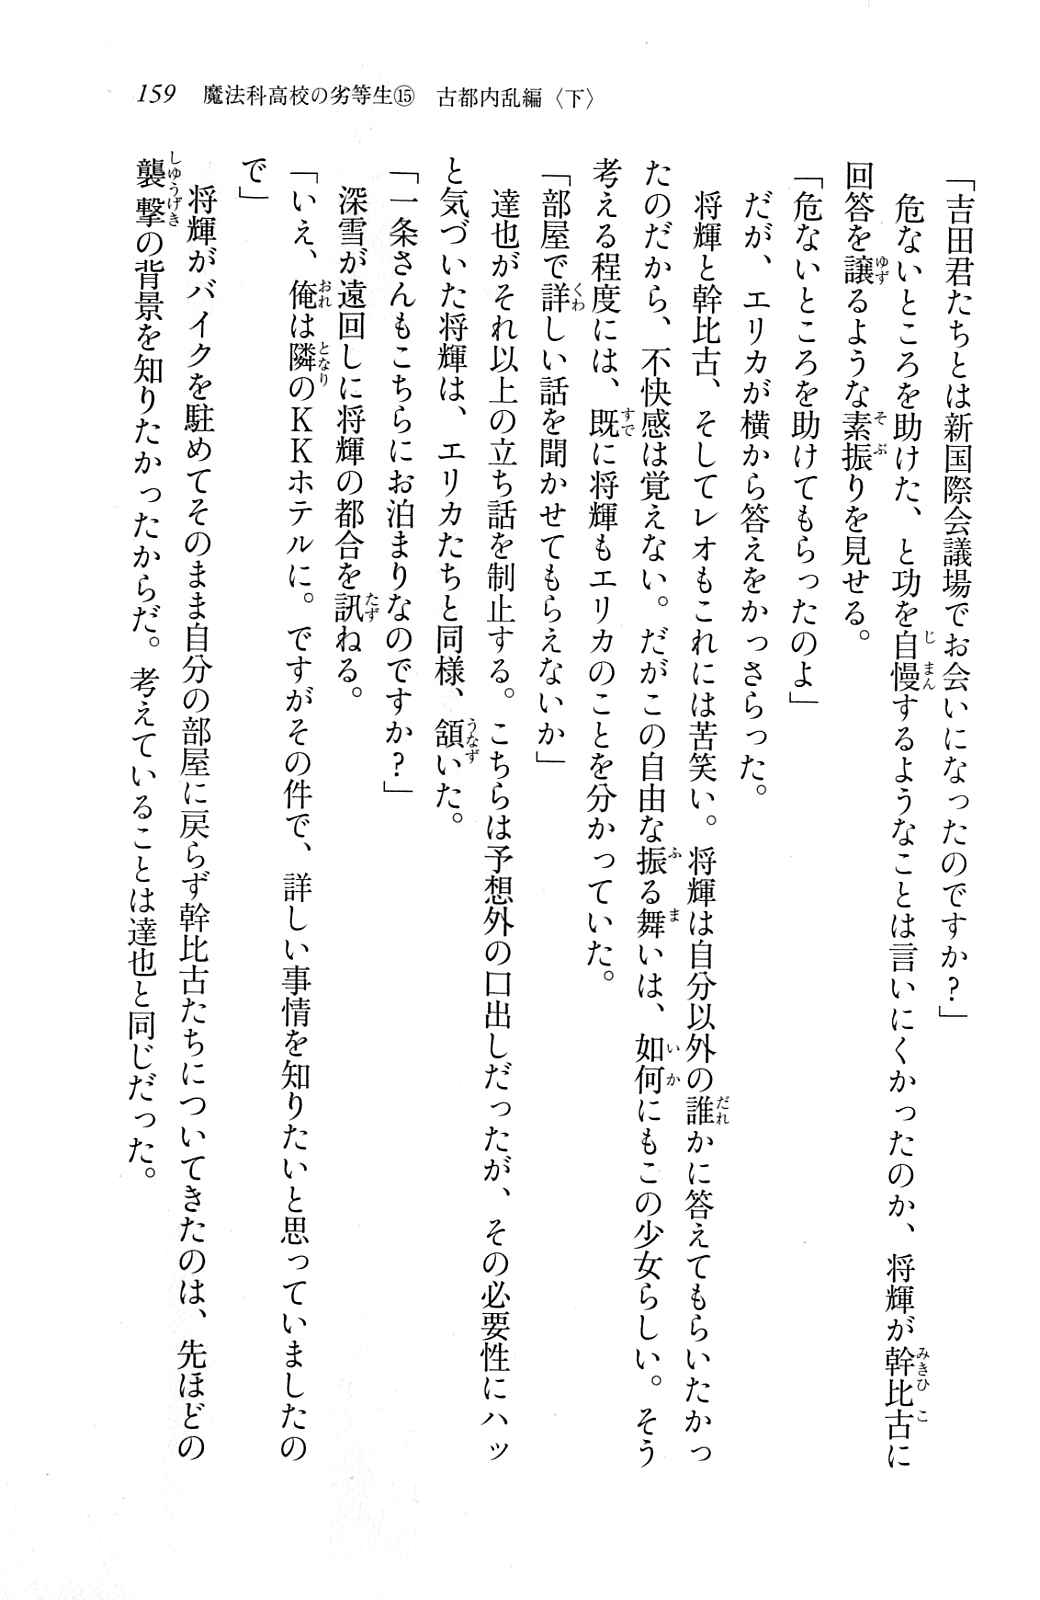 159　魔法科高校の劣等生⑮　古都内乱編〈下〉
「吉田君たちとは新国際会議場でお会いになったのですか？」
　危ないところを助けた、と功を自慢するようなことは言いにくかったのか、将輝が幹比古に
回答を譲るような素振りを見せる。
「危ないところを助けてもらったのよ」
　だが、エリカが横から答えをかっさらった。
　将輝と幹比古、そしてレオもこれには苦笑い。将輝は自分以外の誰かに答えてもらいたかっ
たのだから、不快感は覚えない。だがこの自由な振る舞いは、如何にもこの少女らしい。そう
考える程度には、既に将輝もエリカのことを分かっていた。
「部屋で詳しい話を聞かせてもらえないか」
　達也がそれ以上の立ち話を制止する。こちらは予想外の口出しだったが、その必要性にハッ
と気づいた将輝は、エリカたちと同様、頷いた。
「一条さんもこちらにお泊まりなのですか？」
　深雪が遠回しに将輝の都合を訊ねる。
「いえ、俺は隣のＫＫホテルに。ですがその件で、詳しい事情を知りたいと思っていましたの
で」
　将輝がバイクを駐めてそのまま自分の部屋に戻らず幹比古たちについてきたのは、先ほどの
襲撃の背景を知りたかったからだ。考えていることは達也と同じだった。